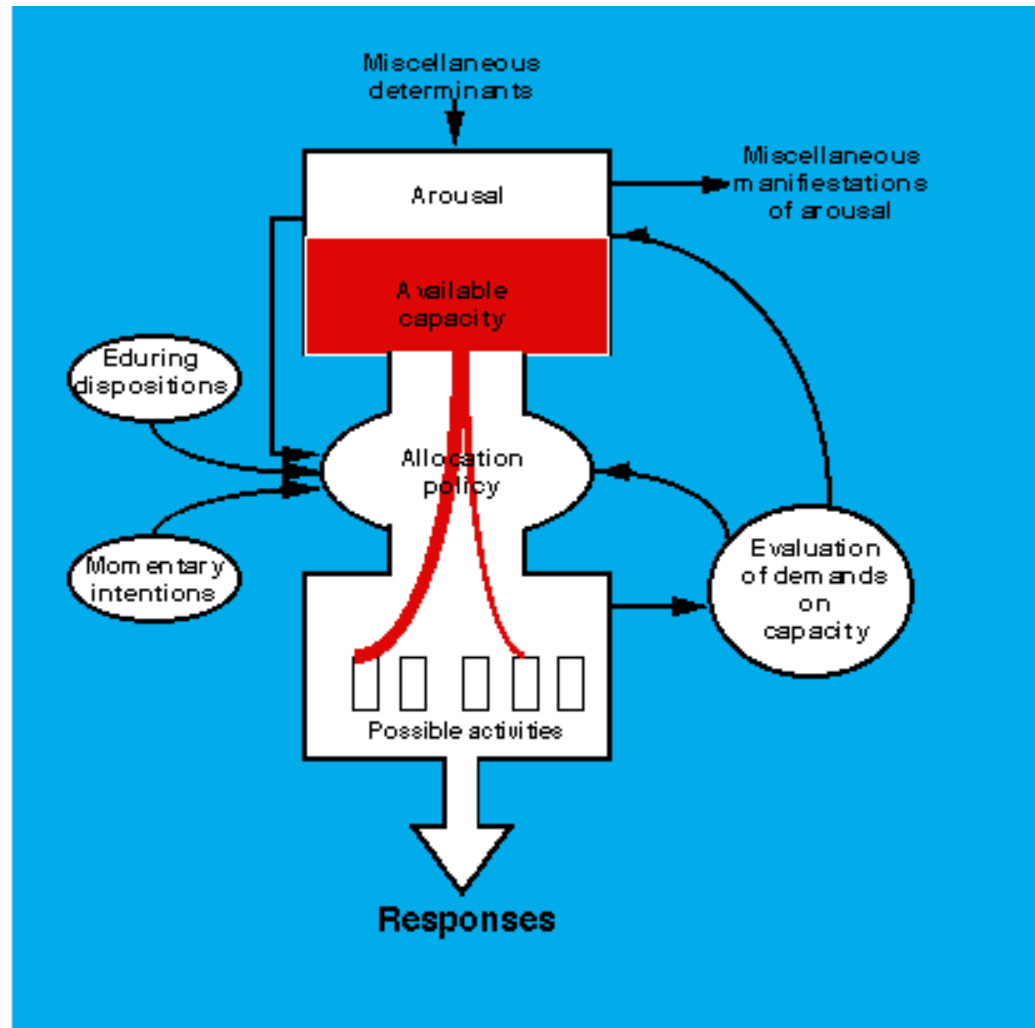 Miscellaneous
determinants
Arousal
Miscellaneous
manifiestations
of arousal
Available
capacity
Eduring
dispositions
Allocation
policy
Momentary
intentions
Evaluation
of demands
on
capacity
Possible activities
Responses